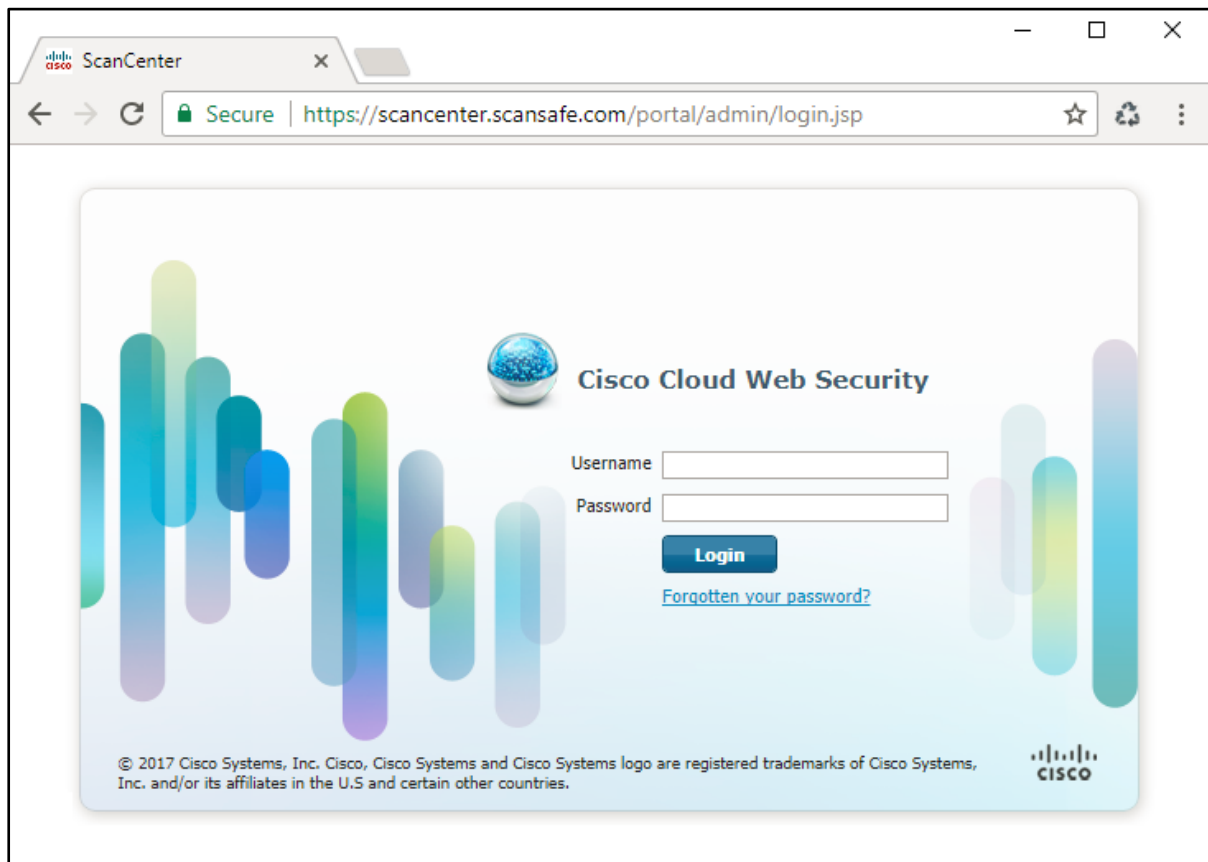 ScanCenter
Secure | https://scancenter.scansafe.com/portal/admin/login.jsp
Cisco Cloud Web Security
Username
Password
Login
Forgotten your password?
© 2017 Cisco Systems, Inc. Cisco, Cisco Systems and Cisco Systems logo are registered trademarks of Cisco Systems,
Inc. and/or its affiliates in the U.S and certain other countries.
CISCO